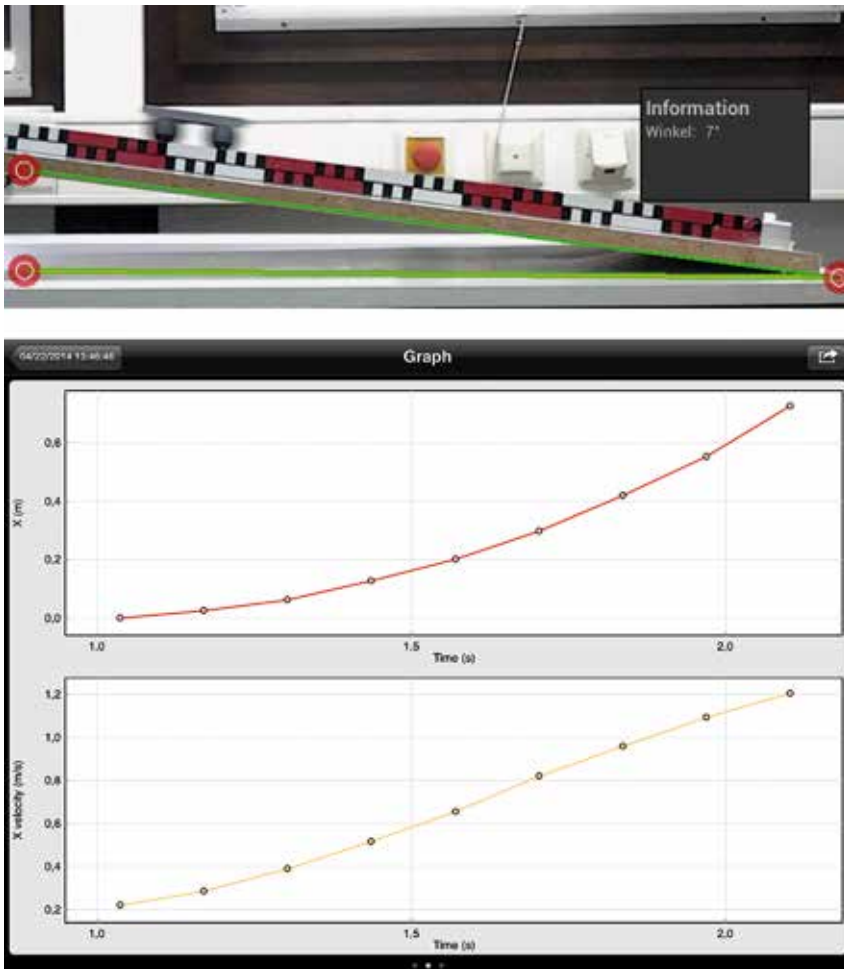 Information
Winkel: 7°
04/22/2014 13:46:46
Graph
X (m)
0,6
0,4
0,2
0,0
1,0 1,5 2,0
Time (s)
X velocity (m/s)
1,2
1,0
0,8
0,6
0,4
0,2
1,0 1,5 2,0
Time (s)